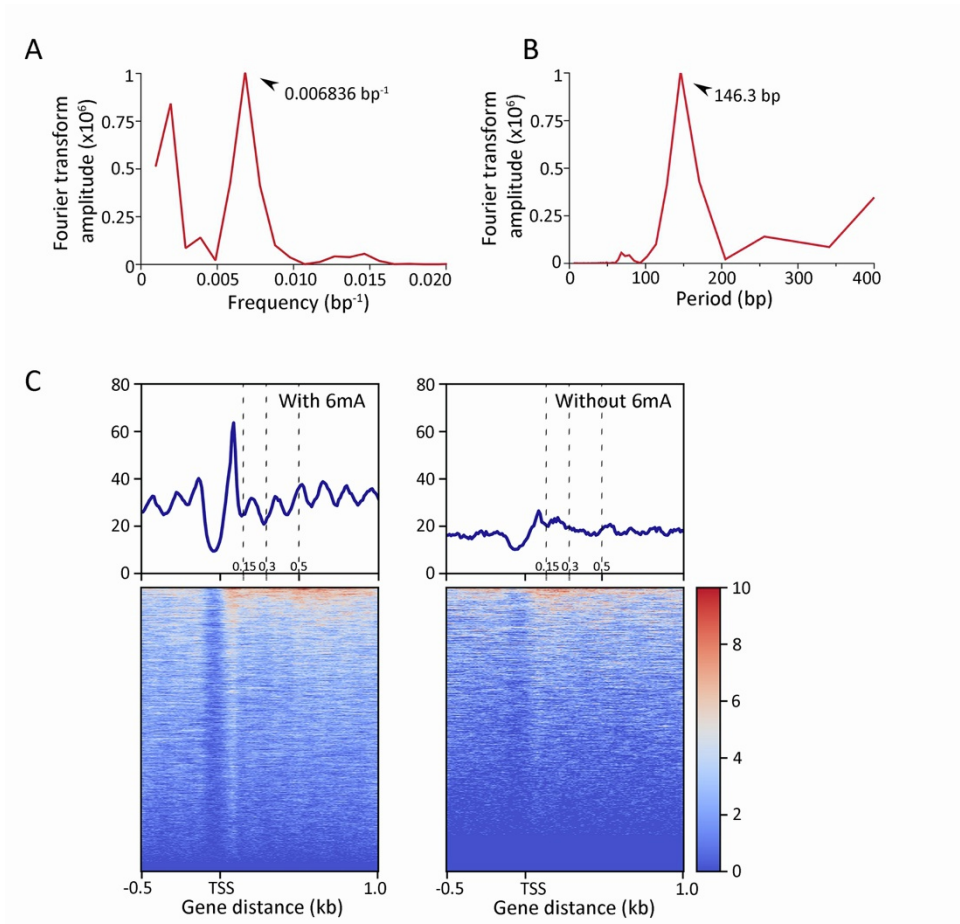 A
Fourier transform
amplitude (x10⁶)
1
0.75
0.5
0.25
0
0.006836 bp⁻¹
0.005
0.010
0.015
0.020
Frequency (bp⁻¹)
B
Fourier transform
amplitude (x10⁶)
1
0.75
0.5
0.25
0
146.3 bp
0
100
200
300
400
Period (bp)
C
80
60
40
20
0
With 6mA
0.15
0.3
0.5
80
60
40
20
0
Without 6mA
0.15
0.3
0.5
-0.5
TSS
1.0
Gene distance (kb)
-0.5
TSS
1.0
Gene distance (kb)
10
8
6
4
2
0